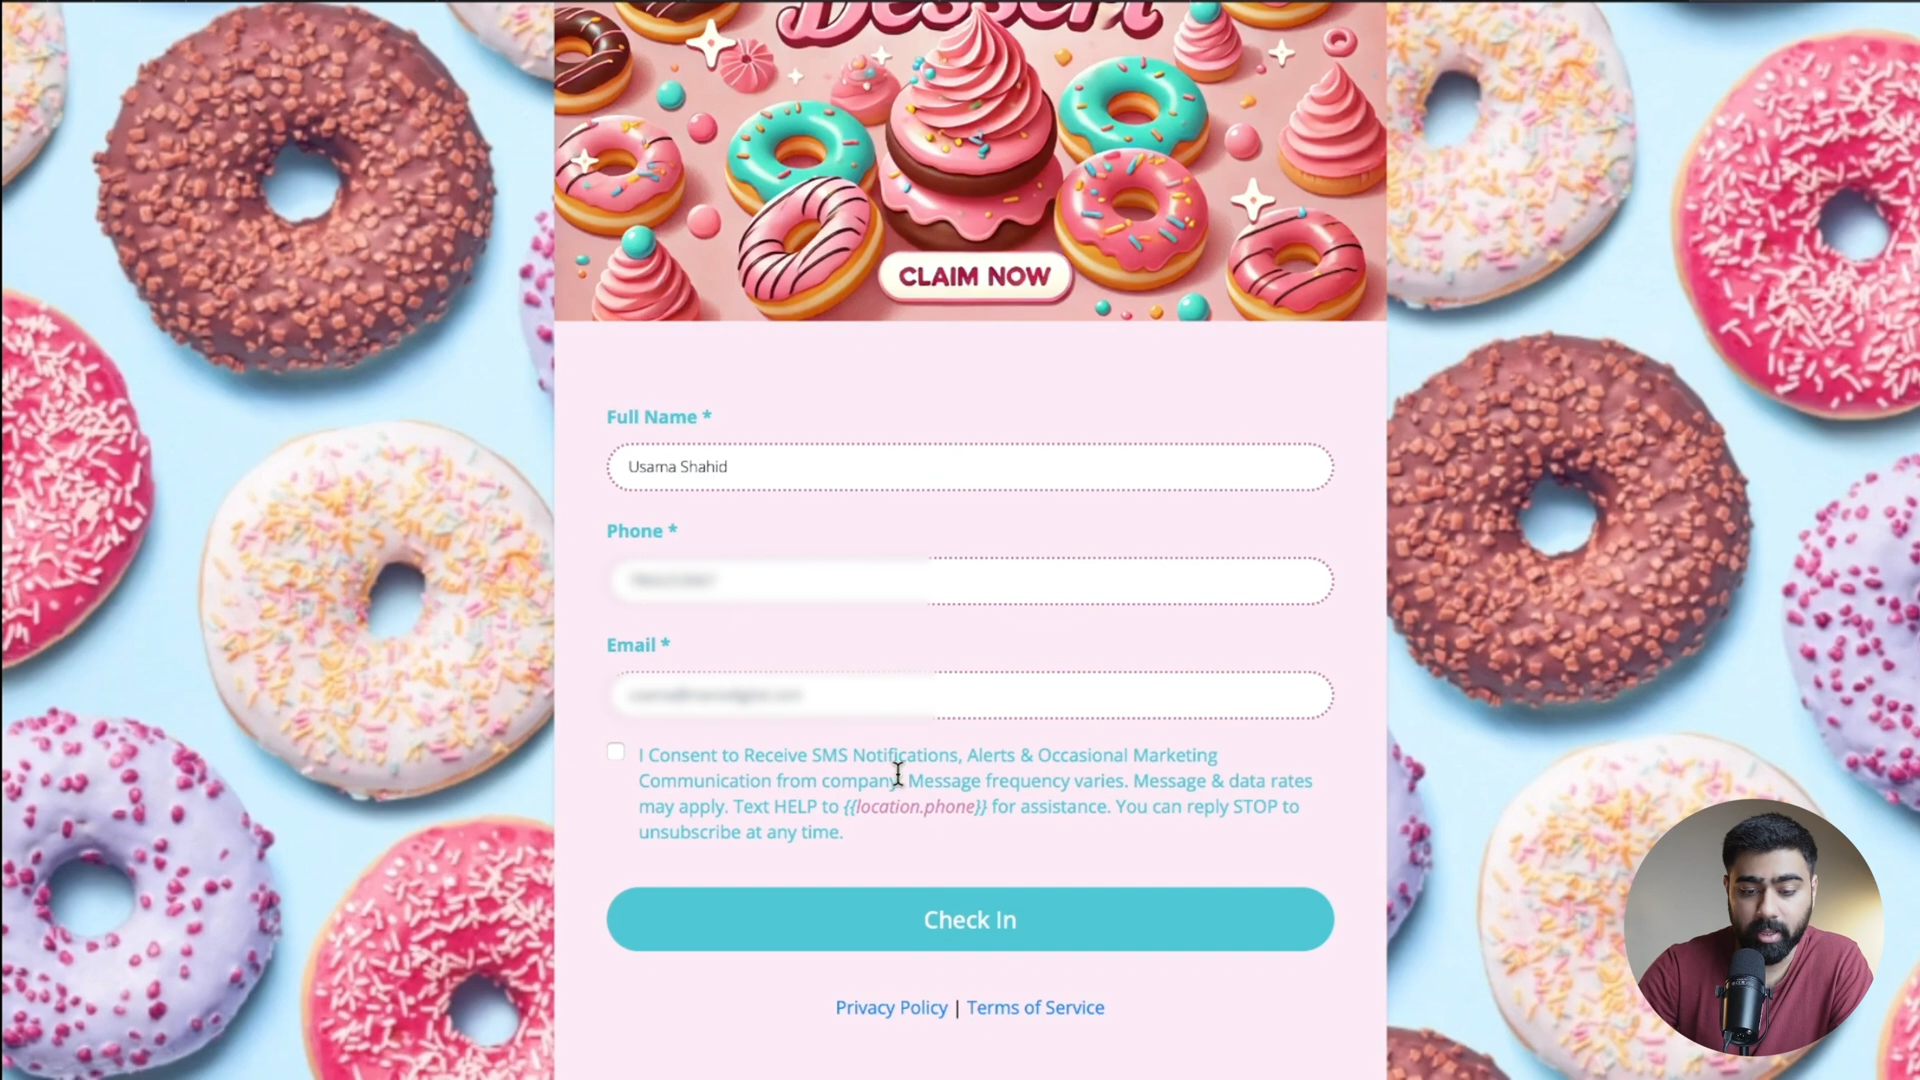 Dessert
CLAIM NOW
Full Name *
Usama Shahid
Phone *
Email *
I Consent to Receive SMS Notifications, Alerts & Occasional Marketing
Communication from company. Message frequency varies. Message & data rates
may apply. Text HELP to {{location.phone}} for assistance. You can reply STOP to
unsubscribe at any time.
Check In
Privacy Policy | Terms of Service